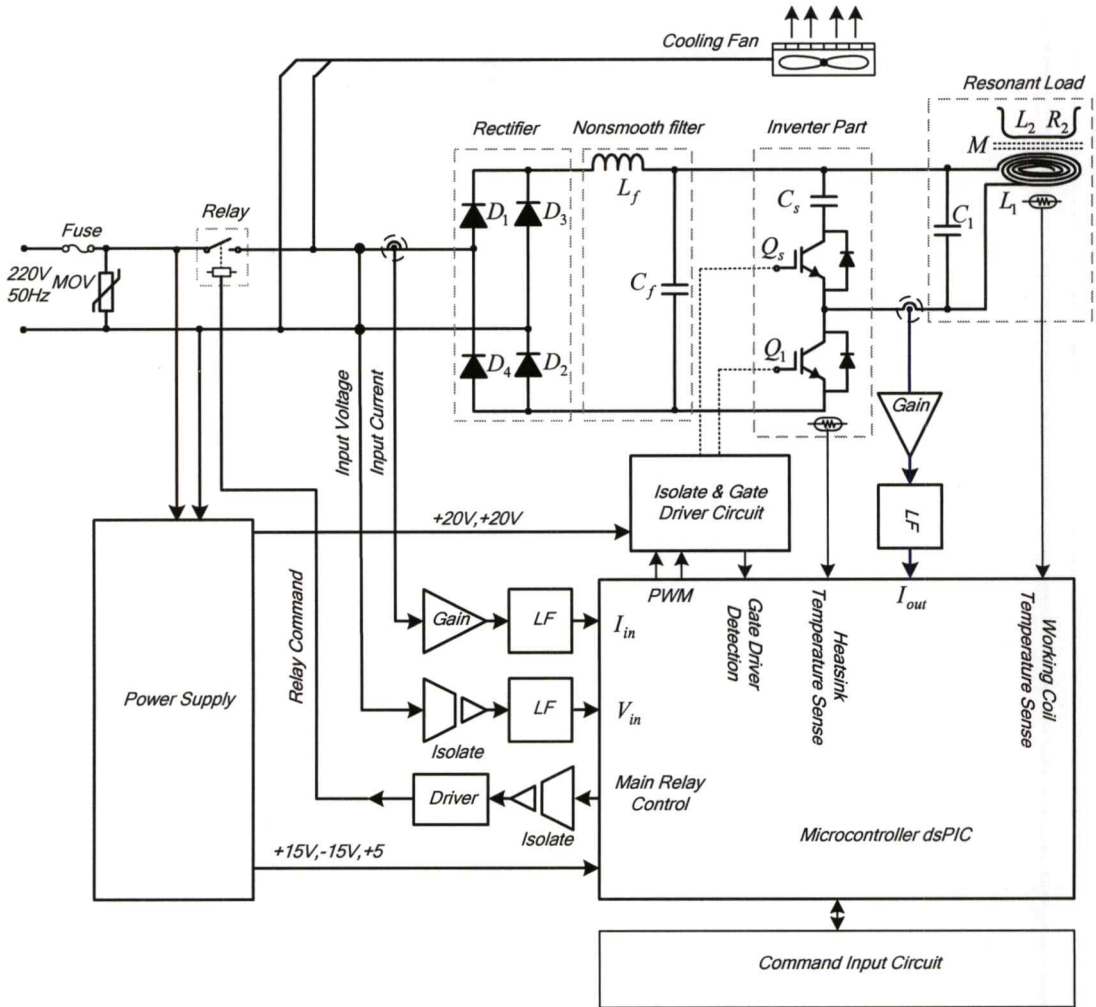 Cooling Fan
Resonant Load
Rectifier
Nonsmooth filter
Inverter Part
L2 R2
M
Lf
Cs
L1
D1
D3
C1
Relay
Fuse
Qs
220V
50Hz
MOV
Cf
Q1
D4
D2
Input Voltage
Input Current
Gain
Isolate & Gate
Driver Circuit
LF
+20V,+20V
PWM
Gate Driver
Detection
Heatsink
Temperature Sense
Iout
Working Coil
Temperature Sense
Relay Command
Gain
LF
Iin
Power Supply
LF
Vin
Isolate
Driver
Isolate
Main Relay
Control
Microcontroller dsPIC
+15V,-15V,+5
Command Input Circuit